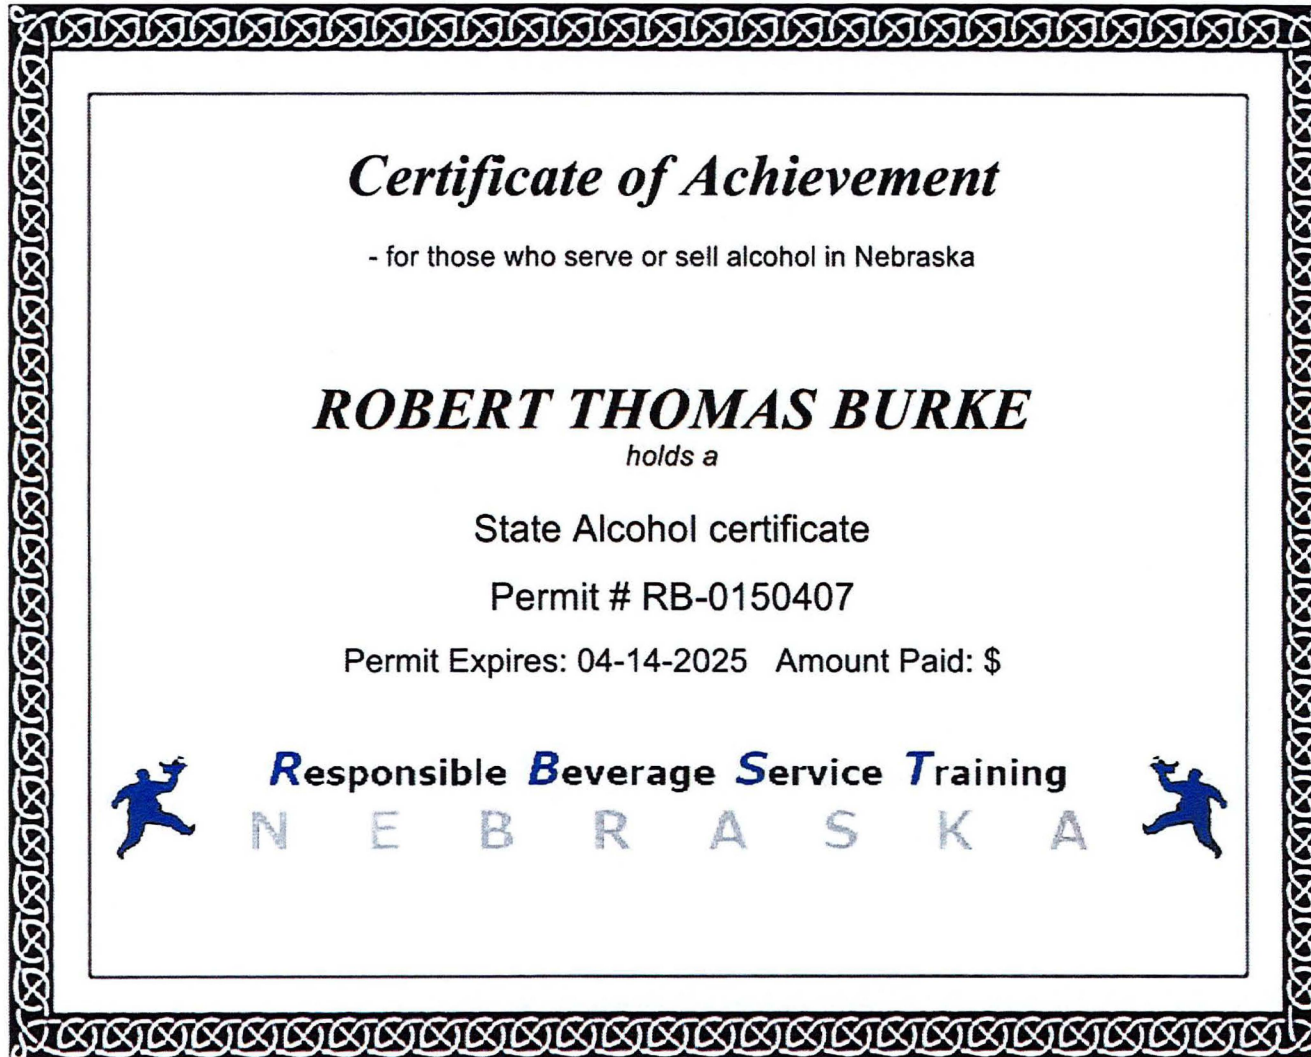 Certificate of Achievement
- for those who serve or sell alcohol in Nebraska
ROBERT THOMAS BURKE
holds a
State Alcohol certificate
Permit # RB-0150407
Permit Expires: 04-14-2025 Amount Paid: $
Responsible Beverage Service Training
NEBRASKA